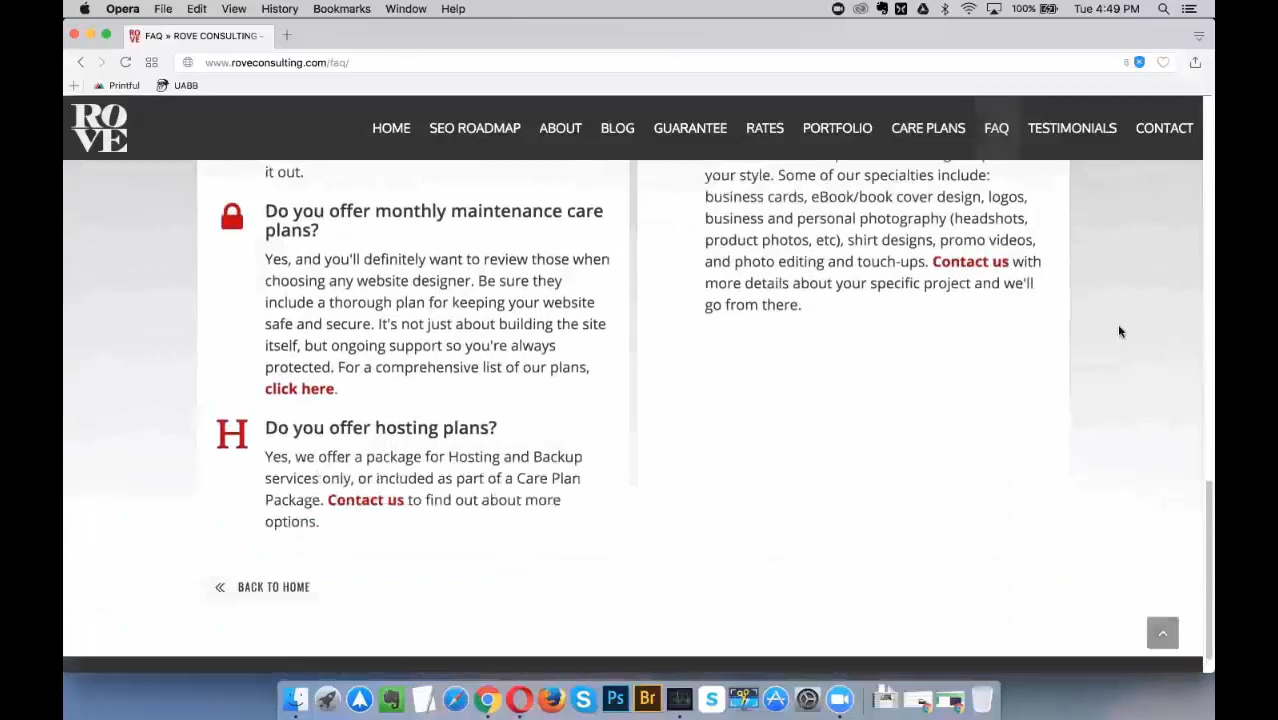 Opera File Edit View History Bookmarks Window Help 100% Tue 4:49 PM
FAQ » ROVE CONSULTING -
www.roveconsulting.com/faq/ 8
Printful UABB
RO
VE
HOME SEO ROADMAP ABOUT BLOG GUARANTEE RATES PORTFOLIO CARE PLANS FAQ TESTIMONIALS CONTACT
it out.
Do you offer monthly maintenance care
plans?
Yes, and you'll definitely want to review those when
choosing any website designer. Be sure they
include a thorough plan for keeping your website
safe and secure. It's not just about building the site
itself, but ongoing support so you're always
protected. For a comprehensive list of our plans,
click here.
H
Do you offer hosting plans?
Yes, we offer a package for Hosting and Backup
services only, or included as part of a Care Plan
Package. Contact us to find out about more
options.
your style. Some of our specialties include:
business cards, eBook/book cover design, logos,
business and personal photography (headshots,
product photos, etc), shirt designs, promo videos,
and photo editing and touch-ups. Contact us with
more details about your specific project and we'll
go from there.
BACK TO HOME
Ps Br